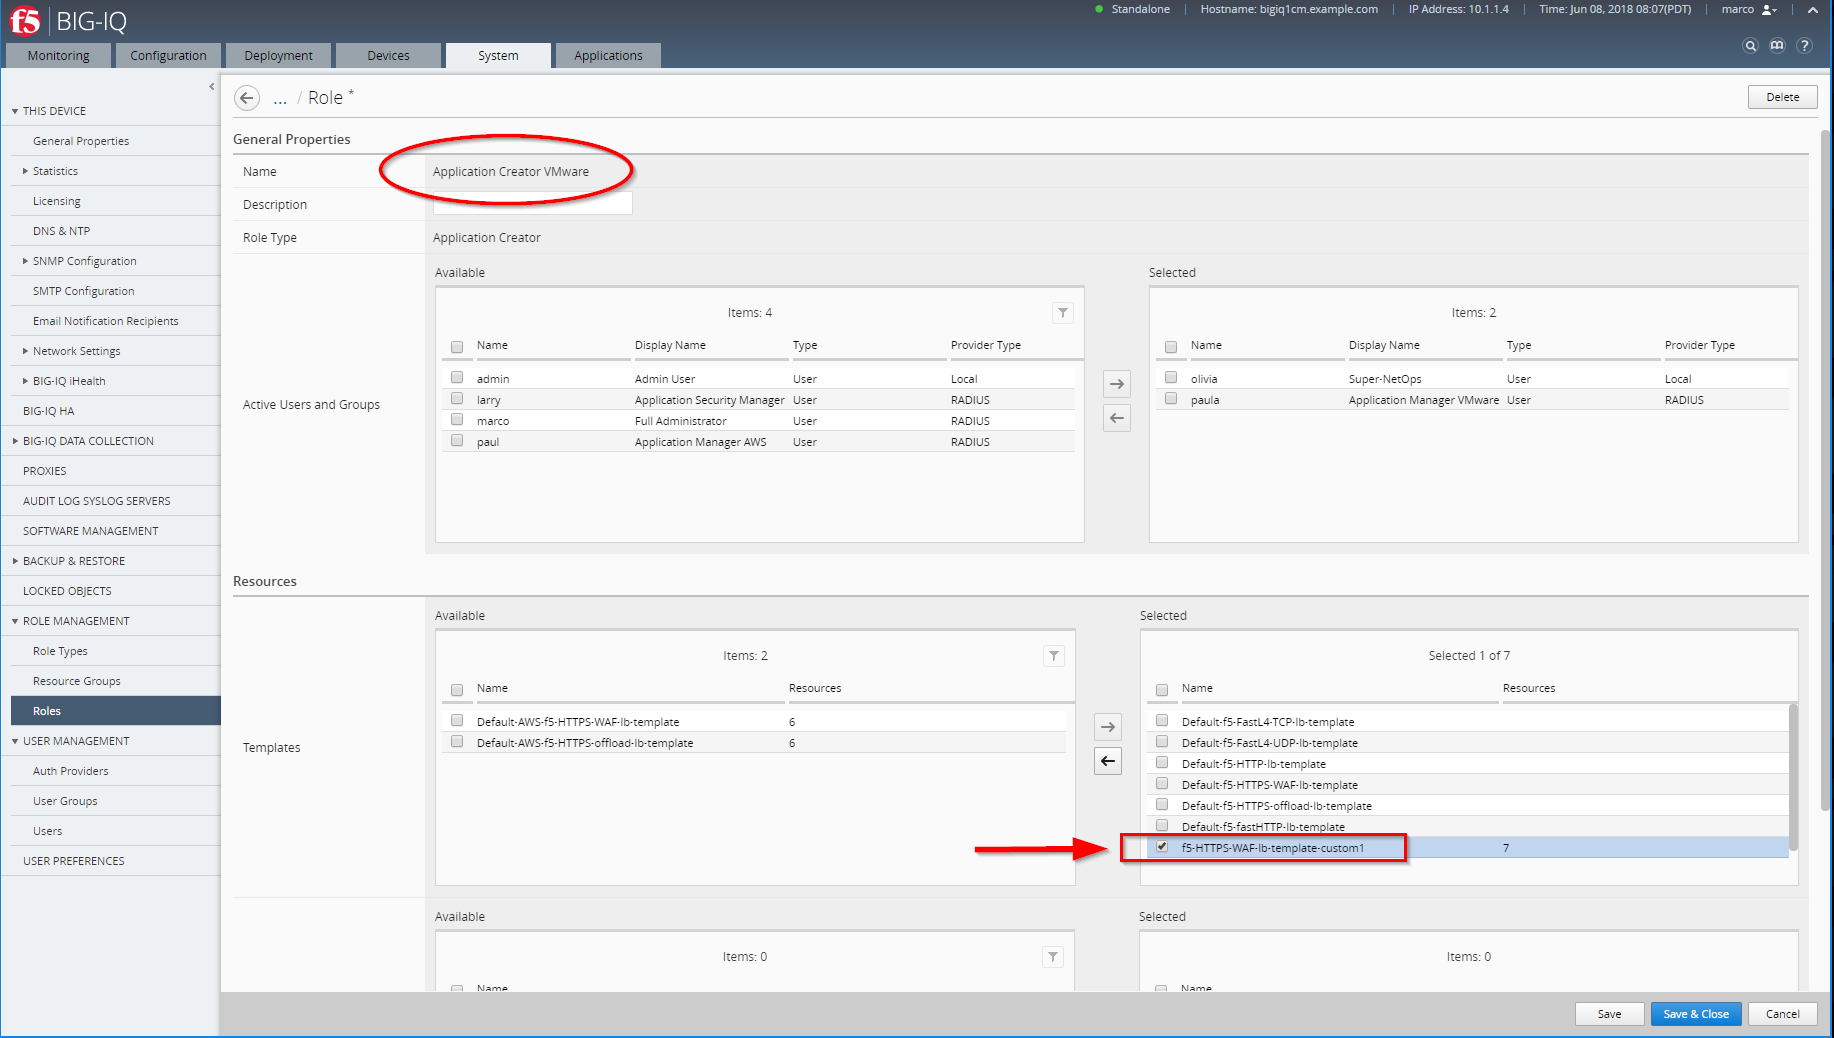 f5 BIG-IQ
Standalone | Hostname: bigiq1cm.example.com | IP Address: 10.1.1.4 | Time: Jun 08, 2018 08:07(PDT) | marco
Monitoring Configuration Deployment Devices System Applications
THIS DEVICE
General Properties
Statistics
Licensing
DNS & NTP
SNMP Configuration
SMTP Configuration
Email Notification Recipients
Network Settings
BIG-IQ iHealth
BIG-IQ HA
BIG-IQ DATA COLLECTION
PROXIES
AUDIT LOG SYSLOG SERVERS
SOFTWARE MANAGEMENT
BACKUP & RESTORE
LOCKED OBJECTS
ROLE MANAGEMENT
Role Types
Resource Groups
Roles
USER MANAGEMENT
Auth Providers
User Groups
Users
USER PREFERENCES
... / Role *
Delete
General Properties
Name Application Creator VMware
Description
Role Type Application Creator
Active Users and Groups
Available
Items: 4
Name Display Name Type Provider Type
admin Admin User User Local
larry Application Security Manager User RADIUS
marco Full Administrator User RADIUS
paul Application Manager AWS User RADIUS
Selected
Items: 2
Name Display Name Type Provider Type
olivia Super-NetOps User Local
paula Application Manager VMware User RADIUS
Resources
Templates
Available
Items: 2
Name Resources
Default-AWS-f5-HTTPS-WAF-lb-template 6
Default-AWS-f5-HTTPS-offload-lb-template 6
Selected
Selected 1 of 7
Name Resources
Default-f5-FastL4-TCP-lb-template
Default-f5-FastL4-UDP-lb-template
Default-f5-HTTP-lb-template
Default-f5-HTTPS-WAF-lb-template
Default-f5-HTTPS-offload-lb-template
Default-f5-fastHTTP-lb-template
f5-HTTPS-WAF-lb-template-custom1 7
Available
Items: 0
Name
Selected
Items: 0
Name
Save Save & Close Cancel